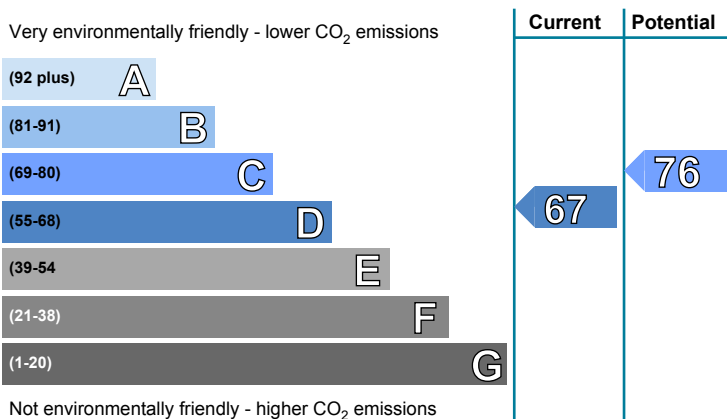 Very environmentally friendly - lower CO2 emissions
Current
Potential
(92 plus) A
(81-91) B
(69-80) C
(55-68) D
(39-54 E
(21-38) F
(1-20) G
67
76
Not environmentally friendly - higher CO2 emissions